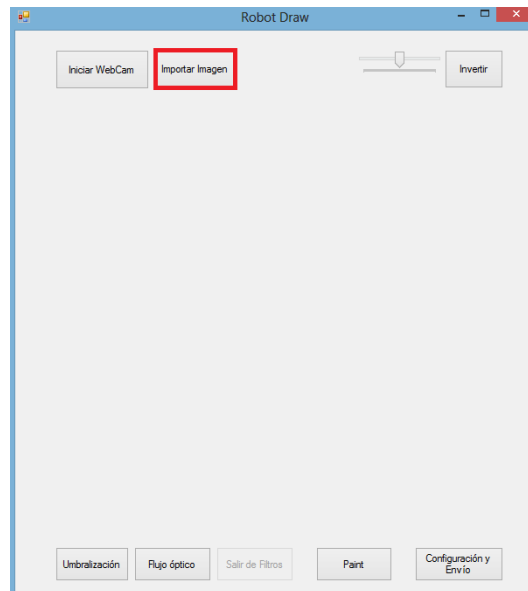 Robot Draw
Iniciar WebCam
Importar Imagen
Invertir
Umbralización
Flujo óptico
Salir de Filtros
Paint
Configuración y
Envío